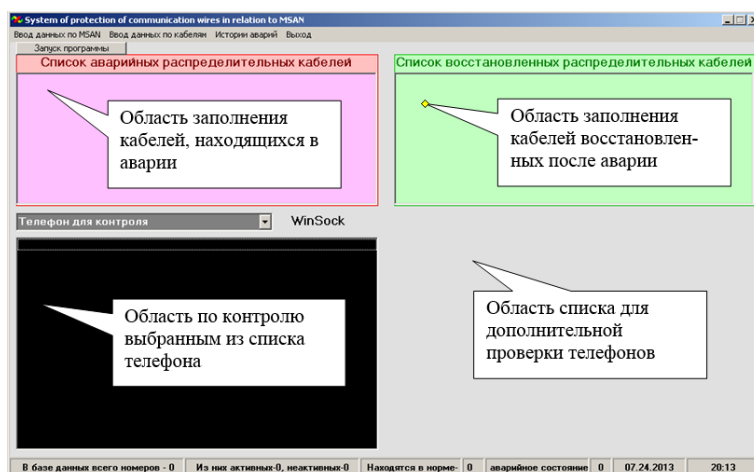 System of protection of communication wires in relation to MSAN
Ввод данных по MSAN Ввод данных по кабелям Истории аварий Выход
Запуск программы
Список аварийных распределительных кабелей
Список восстановленных распределительных кабелей
Область заполнения
кабелей, находящихся в
аварии
Область заполнения
кабелей восстановлен-
ных после аварии
Телефон для контроля
WinSock
Область по контролю
выбранным из списка
телефона
Область списка для
дополнительной
проверки телефонов
В базе данных всего номеров - 0 Из них активных-0, неактивных-0 Находятся в норме- 0 аварийное состояние 0 07.24.2013 20:13